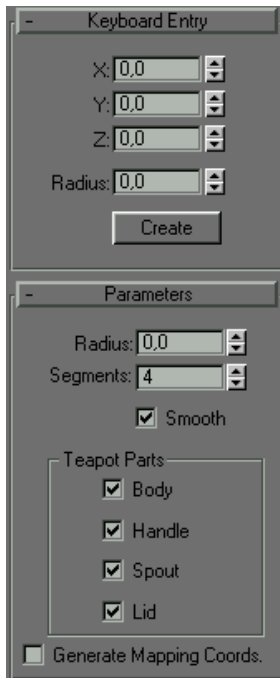 - Keyboard Entry
X: 0,0
Y: 0,0
Z: 0,0
Radius: 0,0
Create
- Parameters
Radius: 0,0
Segments: 4
Smooth
Teapot Parts
Body
Handle
Spout
Lid
Generate Mapping Coords.